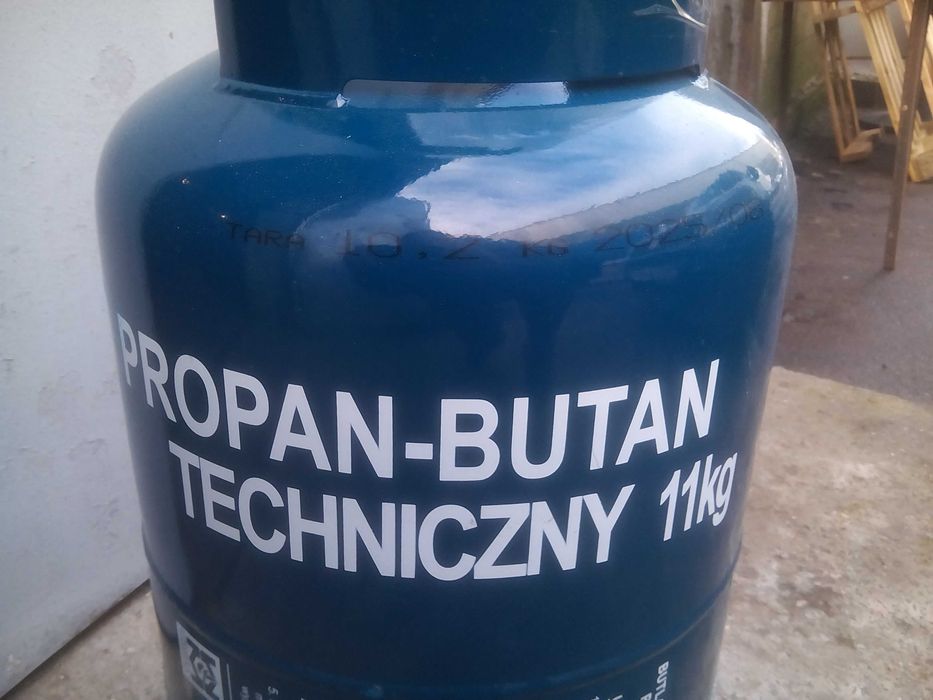 TARA 10.2 kG 2025/06
PROPAN-BUTAN
TECHNICZNY 11kg